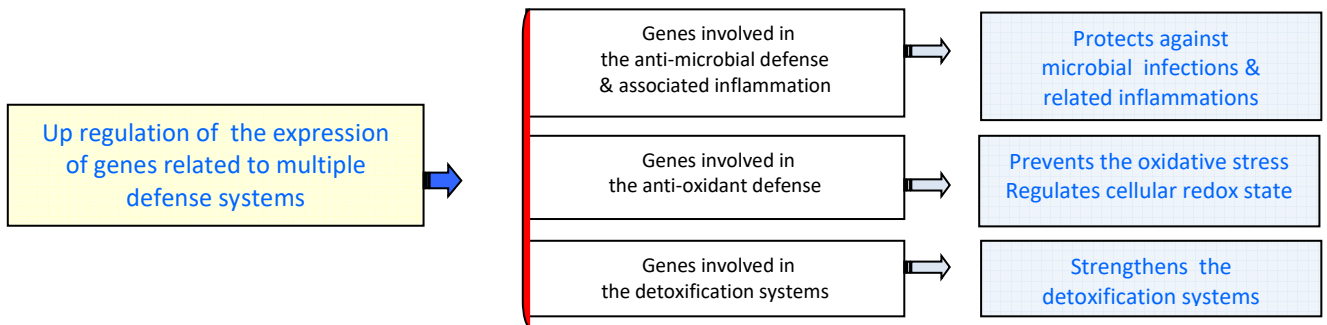 Up regulation of the expression
of genes related to multiple
defense systems
Genes involved in
the anti-microbial defense
& associated inflammation
Protects against
microbial infections &
related inflammations
Genes involved in
the anti-oxidant defense
Prevents the oxidative stress
Regulates cellular redox state
Genes involved in
the detoxification systems
Strengthens the
detoxification systems